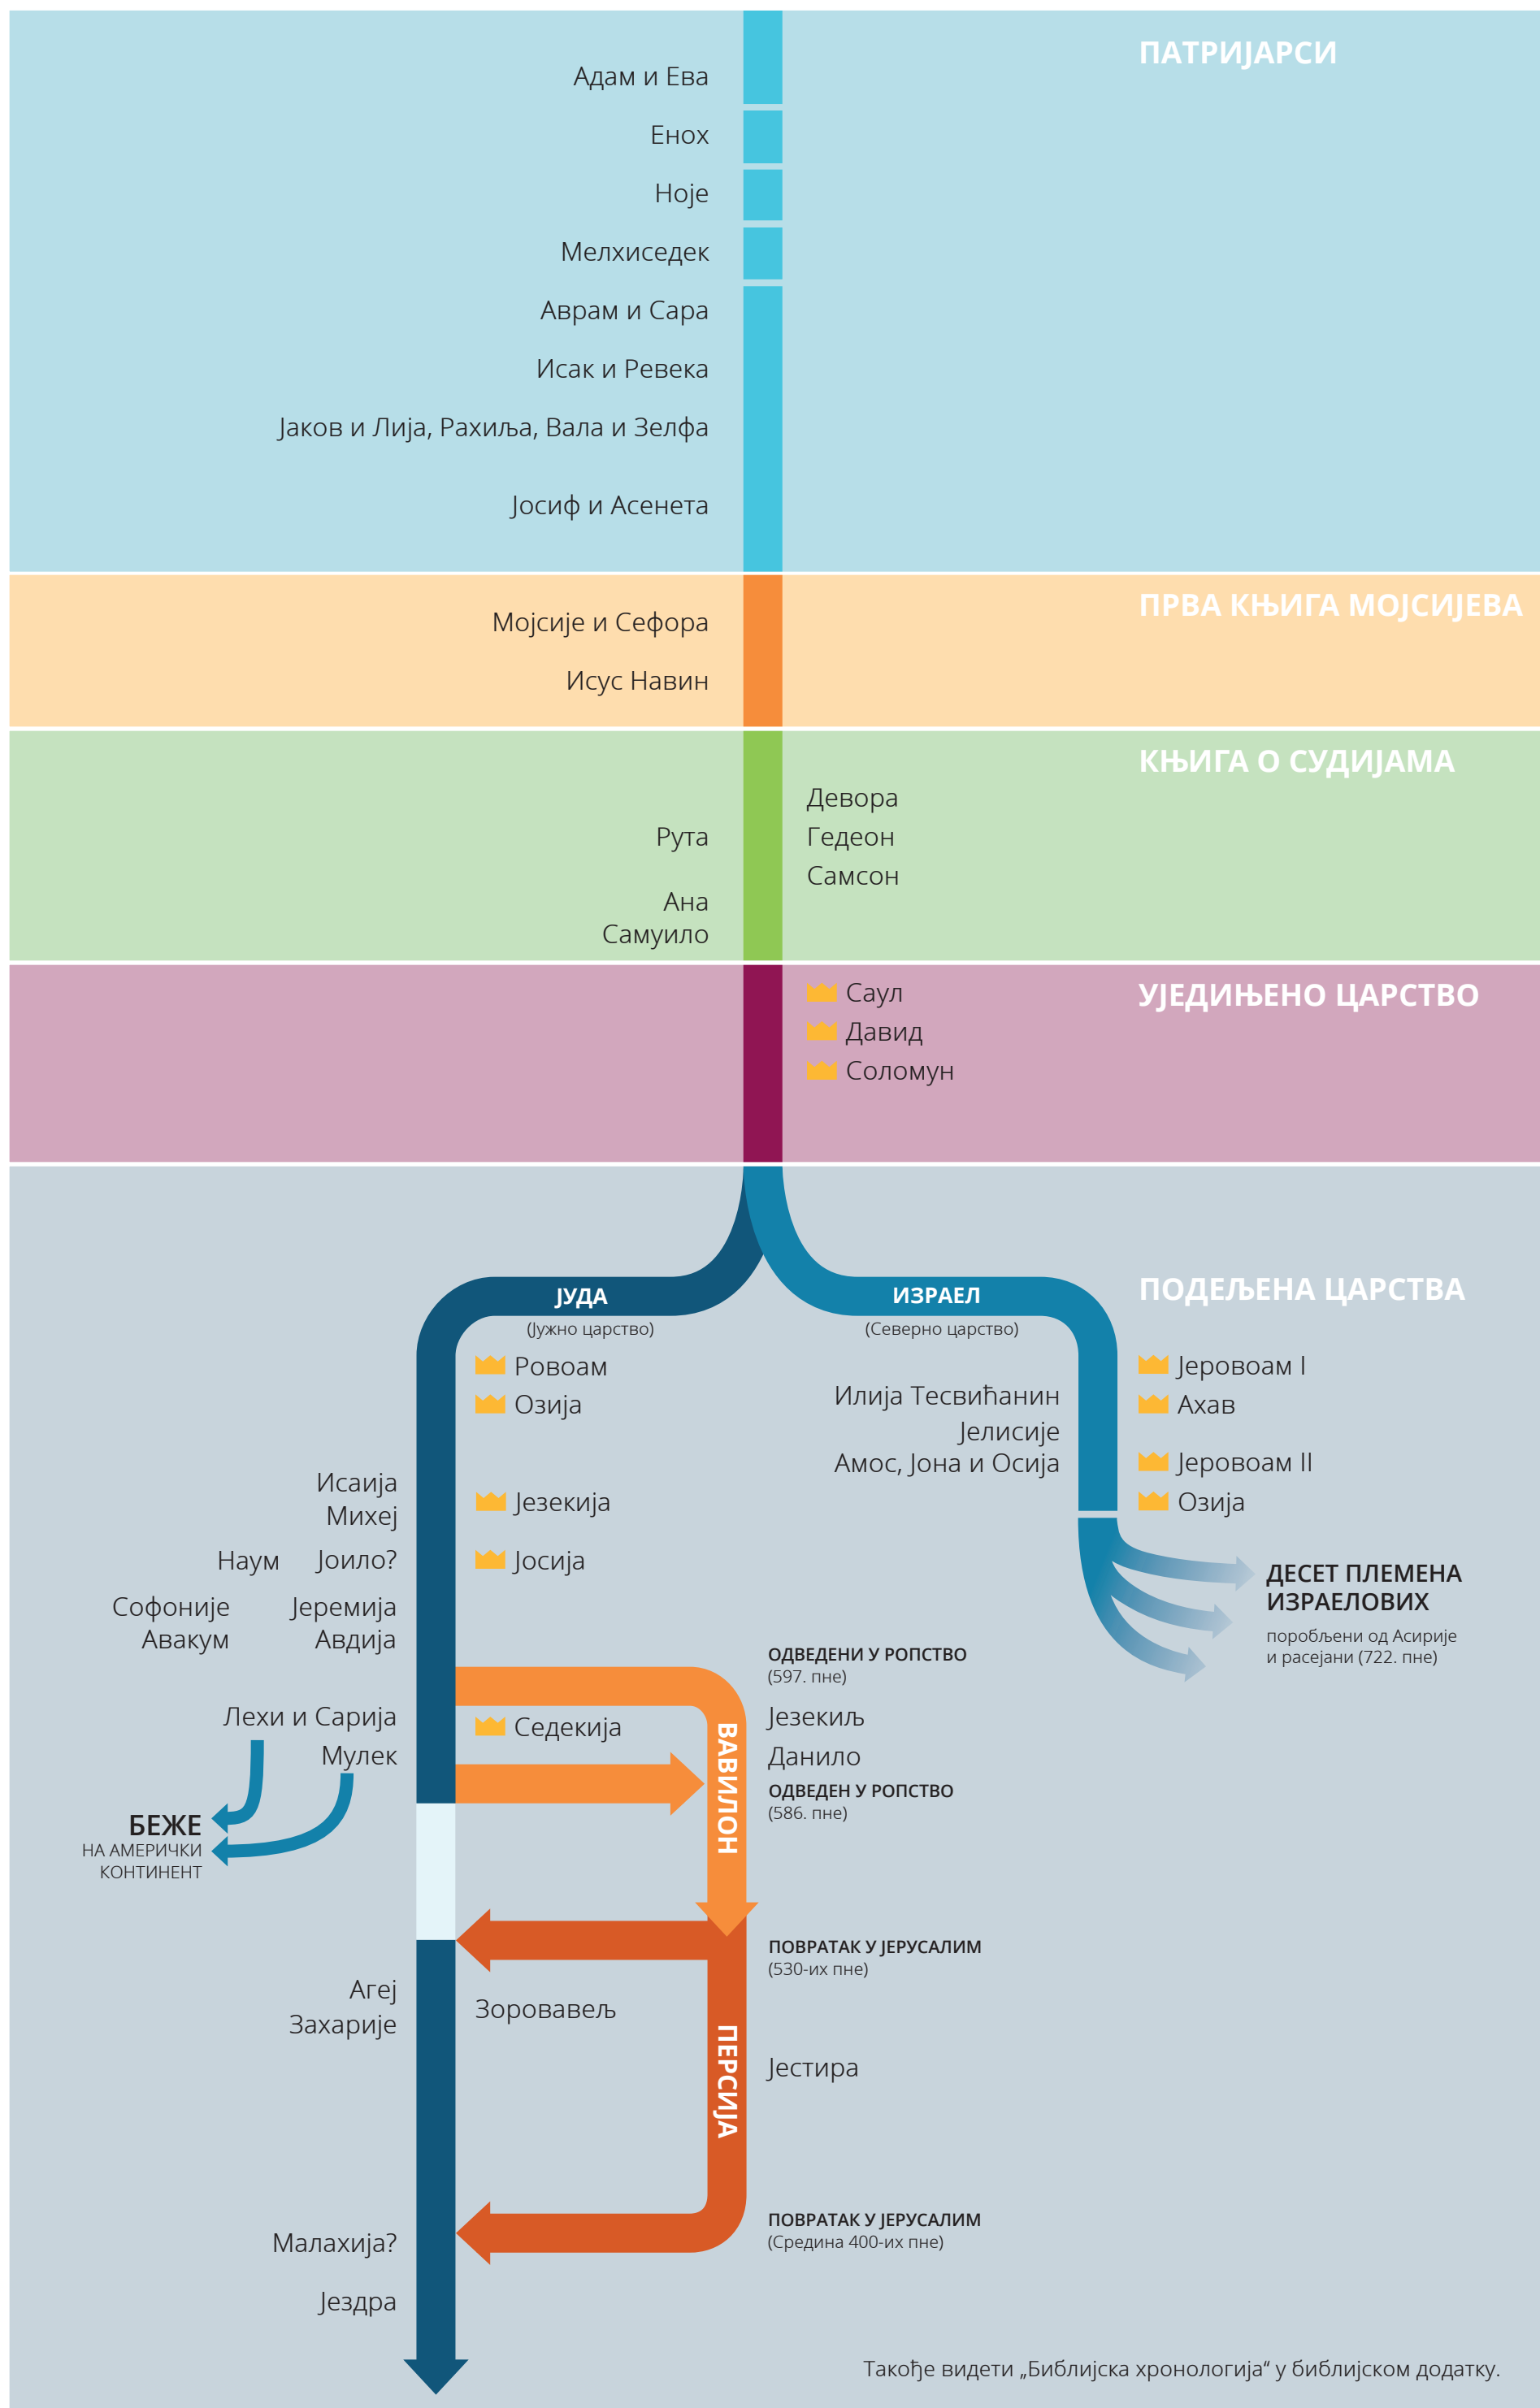 ПАТРИЈАРСИ
Адам и Ева
Енох
Ноје
Мелхиседек
Аврам и Сара
Исак и Ревека
Јаков и Лија, Рахиља, Вала и Зелфа
Јосиф и Асенета
ПРВА КЊИГА МОЈСИЈЕВА
Мојсије и Сефора
Исус Навин
КЊИГА О СУДИЈАМА
Девора
Рута
Гедеон
Самсон
Ана
Самуило
УЈЕДИЊЕНО ЦАРСТВО
Саул
Давид
Соломун
ПОДЕЉЕНА ЦАРСТВА
ЈУДА
(Јужно царство)
ИЗРАЕЛ
(Северно царство)
Ровоам
Озија
Илија Тесвићанин
Јелисије
Амос, Јона и Осија
Јеровоам I
Ахав
Јеровоам II
Озија
Исаија
Михеј
Језекија
Наум
Јоило?
Јосија
Софоније
Авакум
Јеремија
Авдија
ДЕСЕТ ПЛЕМЕНА
ИЗРАЕЛОВИХ
поробљени од Асирије
и расејани (722. пне)
ОДВЕДЕНИ У РОПСТВО
(597. пне)
Лехи и Сарија
Мулек
Седекија
ВАВИЛОН
Језекиљ
Данило
ОДВЕДЕН У РОПСТВО
(586. пне)
БЕЖЕ
НА АМЕРИЧКИ
КОНТИНЕНТ
ПОВРАТАК У ЈЕРУСАЛИМ
(530-их пне)
Агеј
Захарије
Зоровавељ
ПЕРСИЈА
Јестира
ПОВРАТАК У ЈЕРУСАЛИМ
(Средина 400-их пне)
Малахија?
Јездра
Такође видети „Библијска хронологија“ у библијском додатку.